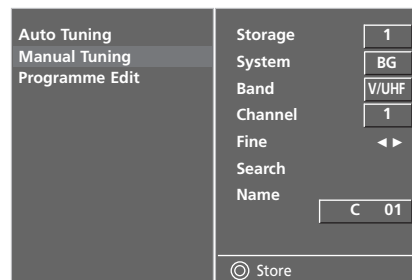 Auto Tuning
Manual Tuning
Programme Edit
Storage 1
System BG
Band V/UHF
Channel 1
Fine ◄►
Search
Name
C 01
Store